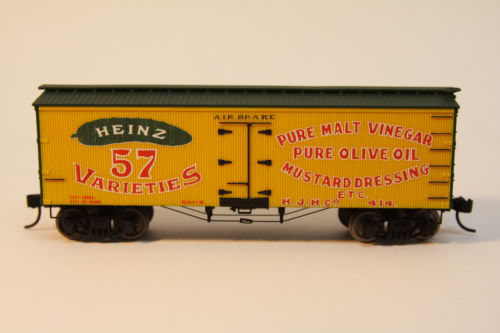 AIR BRAKE
HEINZ
57
VARIETIES
PURE MALT VINEGAR
PURE OLIVE OIL
MUSTARD DRESSING
ETC.
H. J. H. Co. 414.